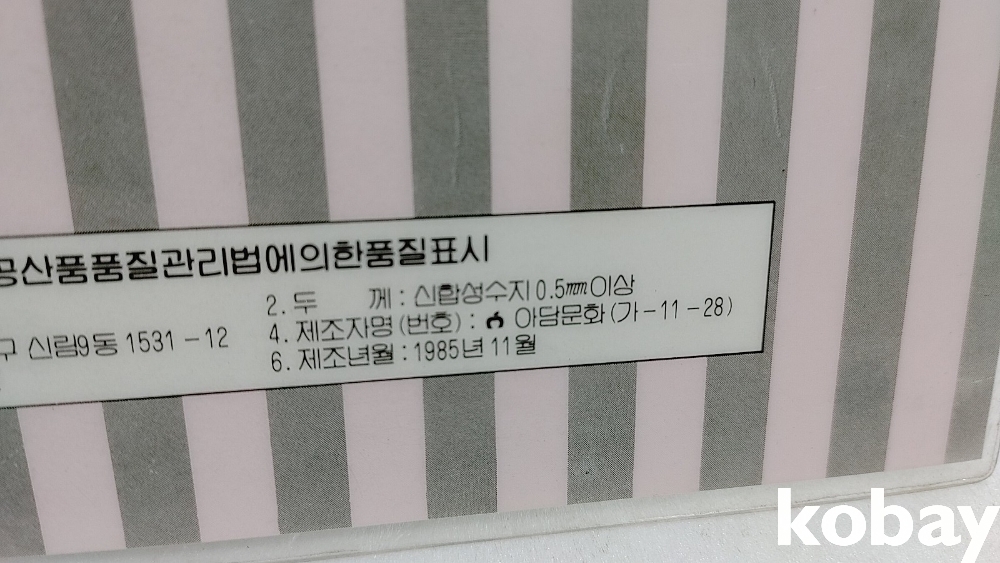 공산품품질관리법에의한품질표시
2. 두 께 : 신합성수지 0.5㎜이상
구 신림9동 1531-12
4. 제조자명 (번호) : 아담문화 (가-11-28)
6. 제조년월 : 1985년 11월
kobay